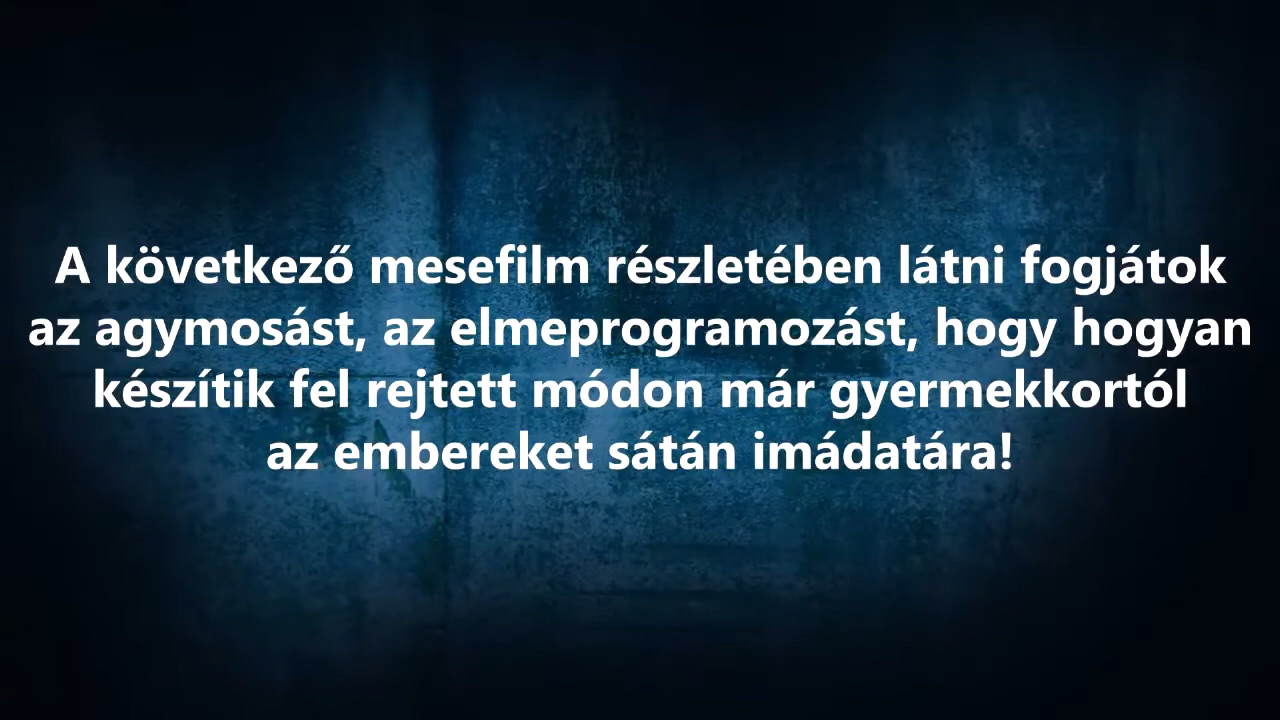 A következő mesefilm részletében látni fogjátok
az agymosást, az elmeprogramozást, hogy hogyan
készítik fel rejtett módon már gyermekkortól
az embereket sátán imádatára!